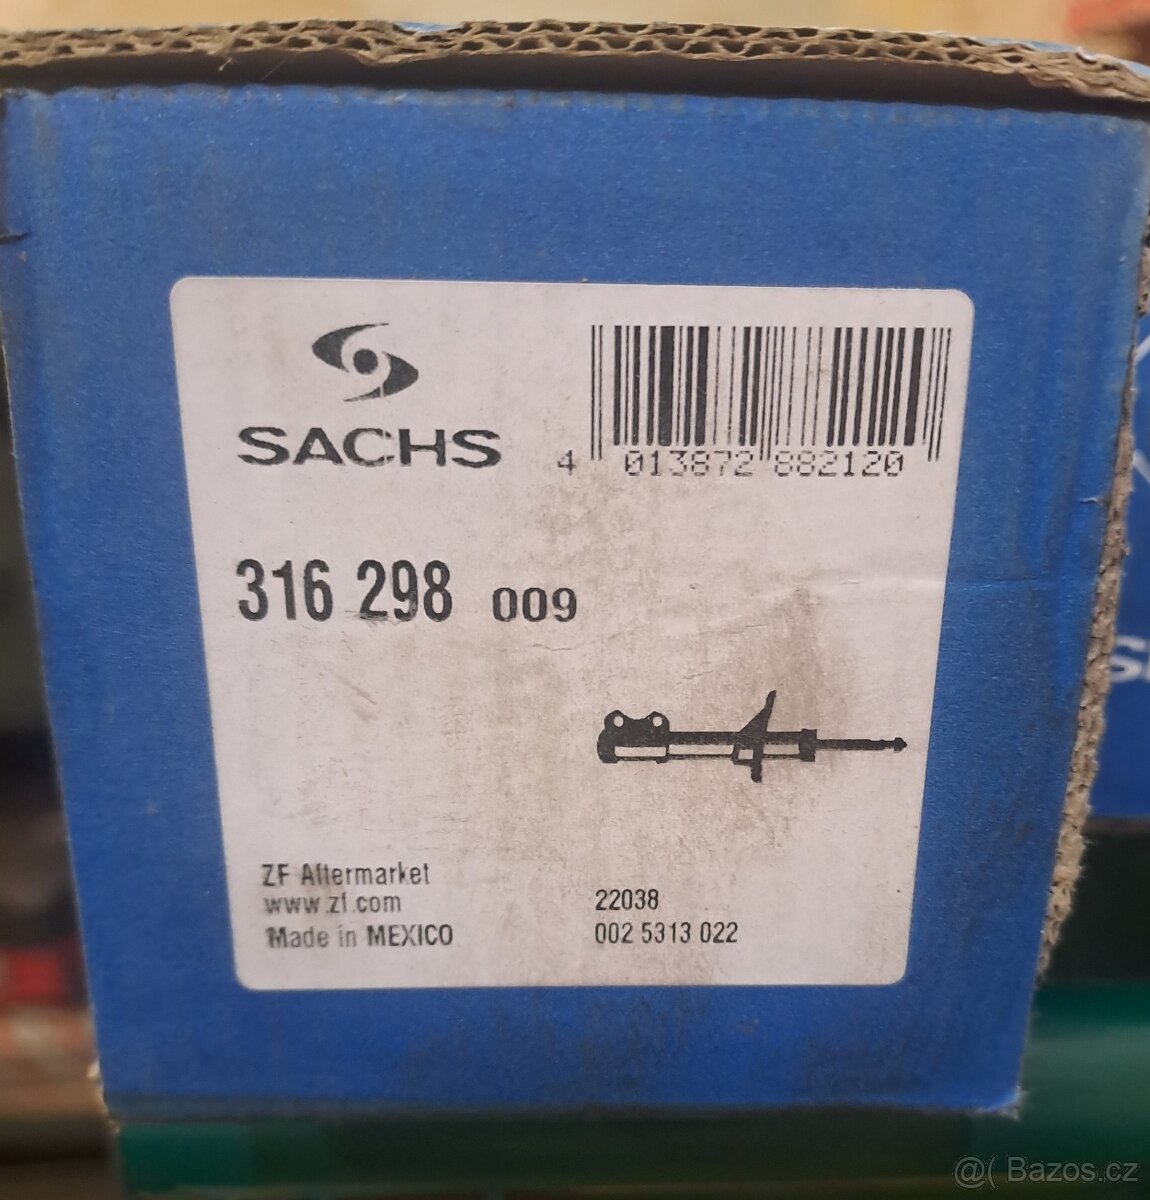 SACHS
4 013872 882120
316 298 009
ZF Aftermarket
www.zf.com
Made in MEXICO
22038
002 5313 022
@( Bazos.cz